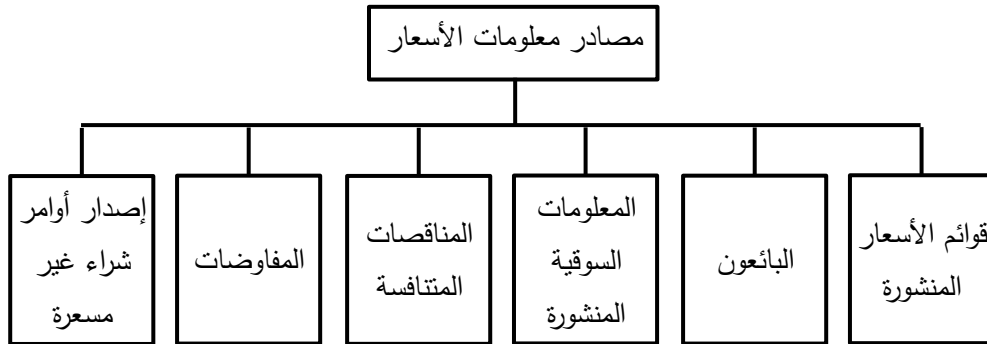 مصادر معلومات الأسعار
قوائم الأسعار
المنشورة
البائعون
المعلومات
السوقية
المنشورة
المناقصات
المتنافسة
المفاوضات
إصدار أوامر
شراء غير
مسعرة